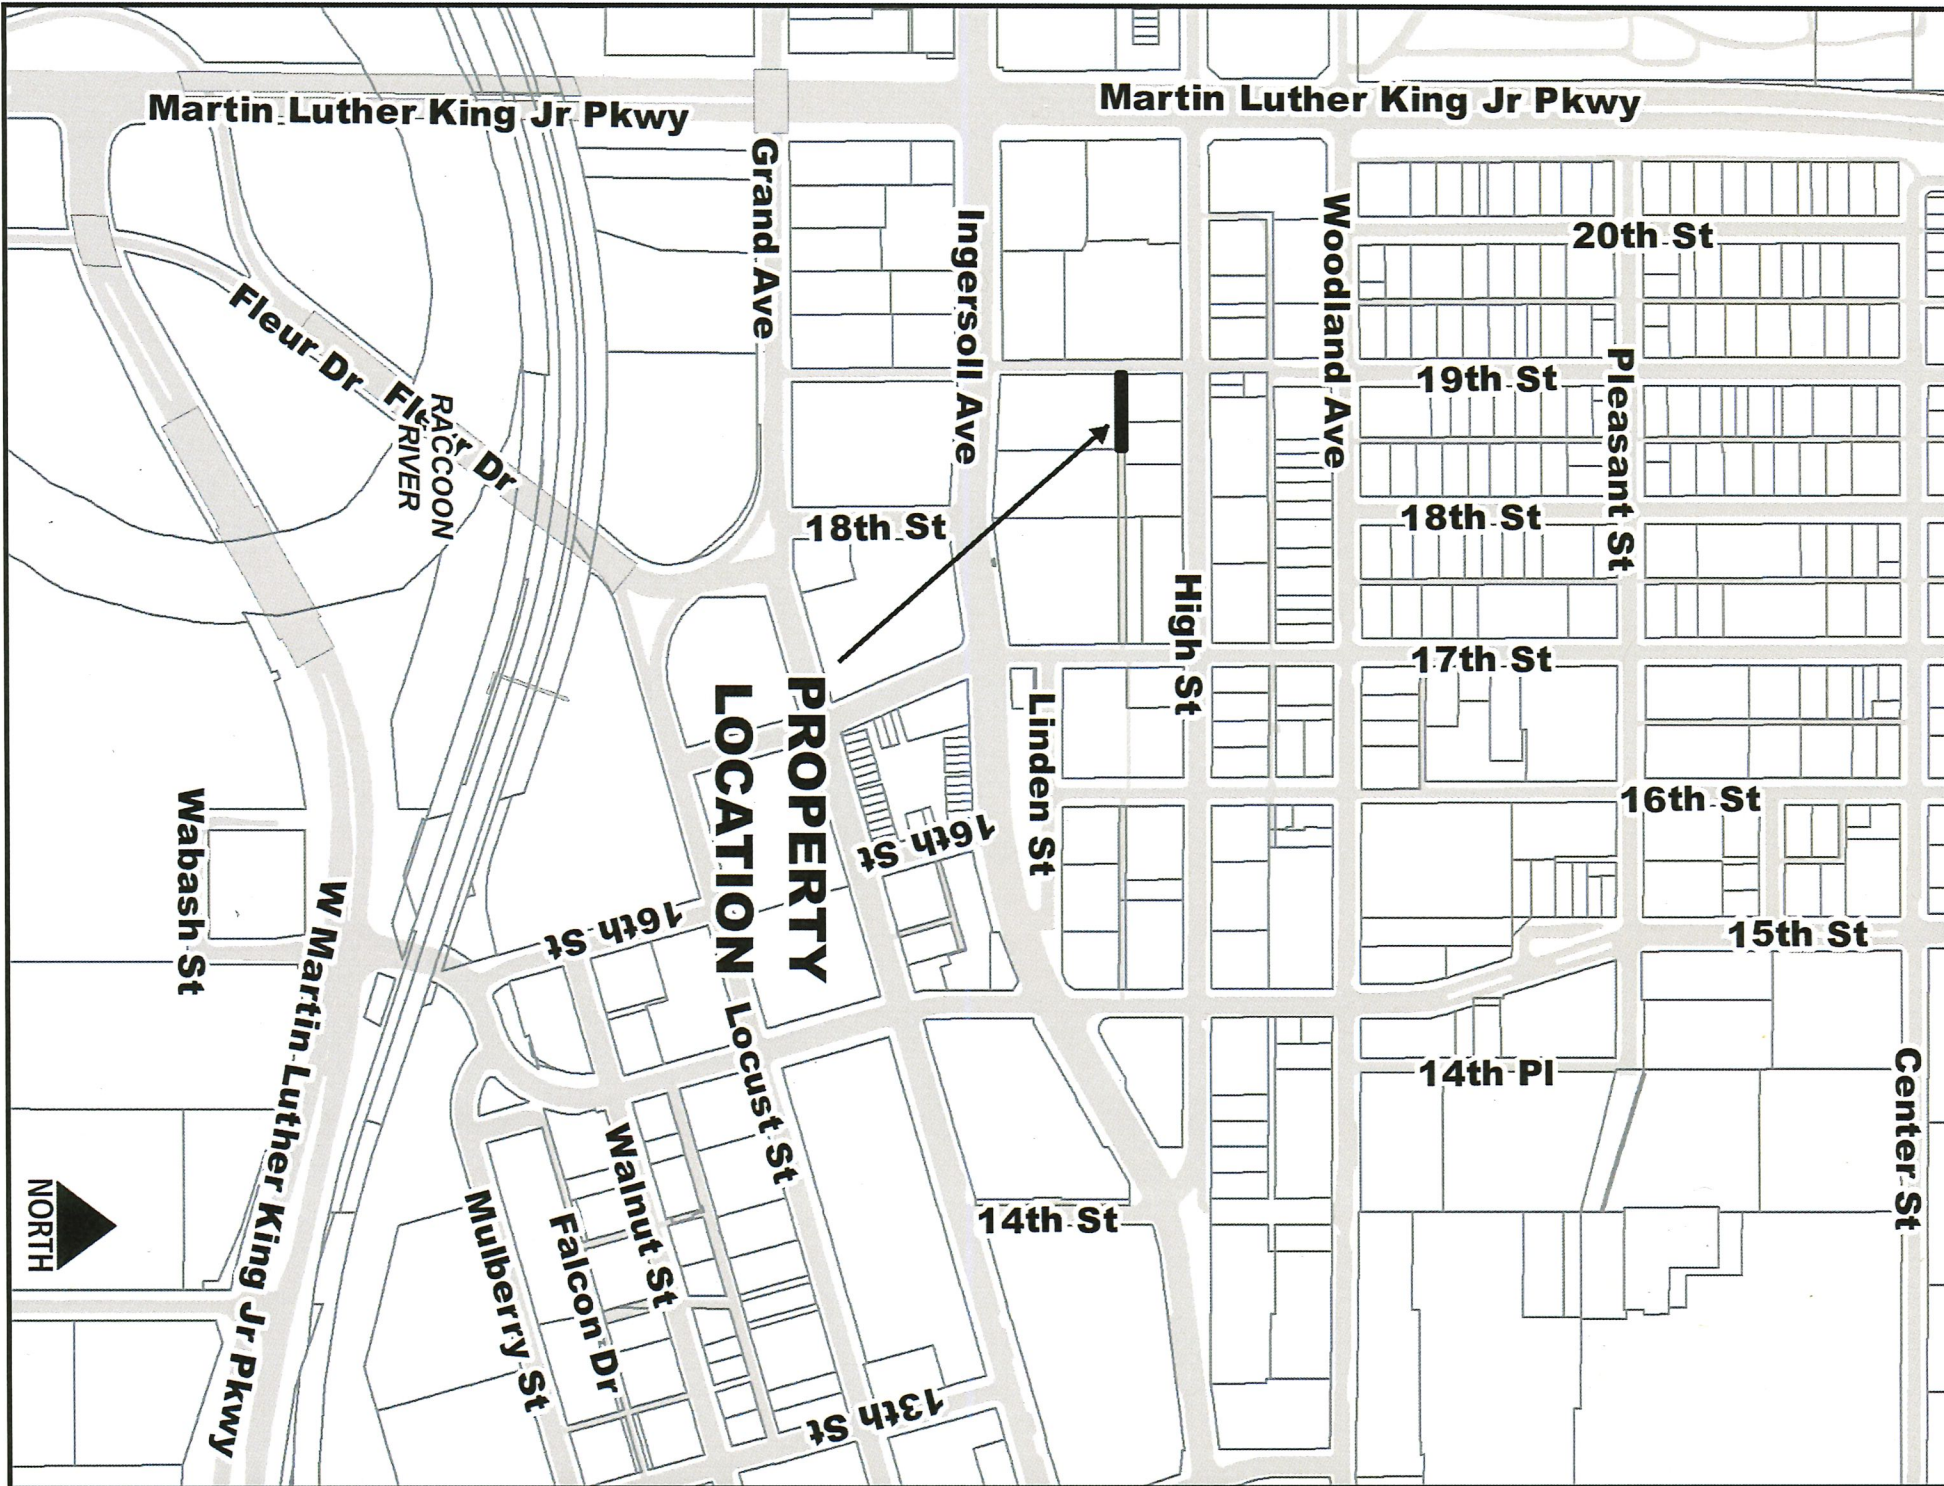 Martin Luther King Jr Pkwy
Martin Luther King Jr Pkwy
Grand Ave
Ingersoll Ave
Woodland Ave
20th St
Fleur Dr
Fleur Dr
RACCOON
RIVER
19th St
Pleasant St
18th St
18th St
High St
17th St
PROPERTY
LOCATION
Linden St
16th St
16th St
16th St
Wabash St
W Martin Luther King Jr Pkwy
15th St
Locust St
14th Pl
Center St
Walnut St
Mulberry St
Falcon Dr
14th St
13th St
NORTH